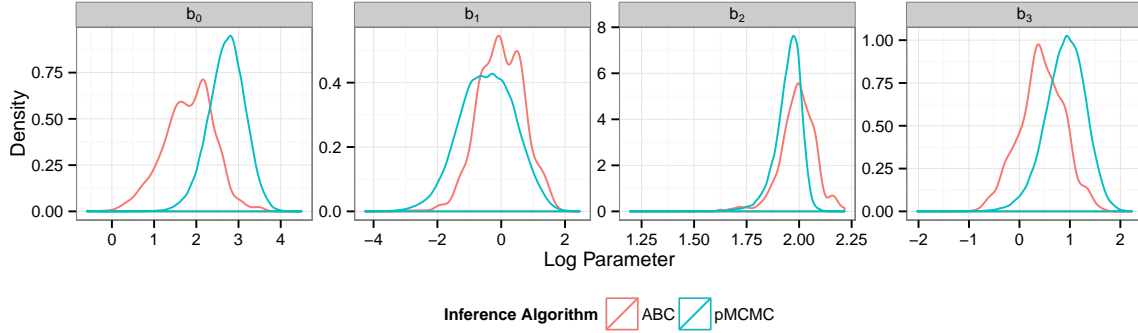 b0 b1 b2 b3
Density
0.75
0.50
0.25
0.00
0 1 2 3 4
0.4
0.2
0.0
-4 -2 0 2
8
6
4
2
0
1.25 1.50 1.75 2.00 2.25
1.00
0.75
0.50
0.25
0.00
-2 -1 0 1 2
Log Parameter
Inference Algorithm ABC pMCMC